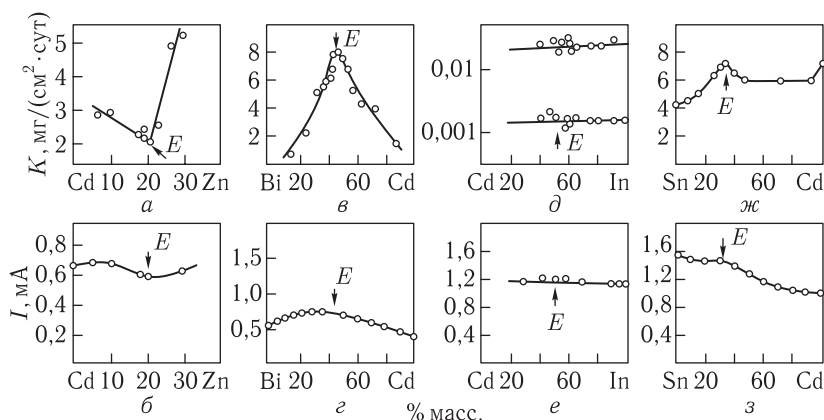 K, мг/(см²·сут)
5
4
3
2
Cd 10 20 30 Zn
E
а
8
6
4
2
Bi 20 60 Cd
E
в
0,01
0,001
Cd 20 60 In
E
д
8
6
4
2
Sn 20 60 Cd
E
ж
I, мА
0,8
0,6
0,4
0,2
Cd 10 20 30 Zn
E
б
1,5
1,0
0,5
Bi 20 60 Cd
E
г
1,6
1,2
0,8
0,4
Cd 20 60 In
E
е
1,6
1,2
0,8
0,4
Sn 20 60 Cd
E
з
% масс.